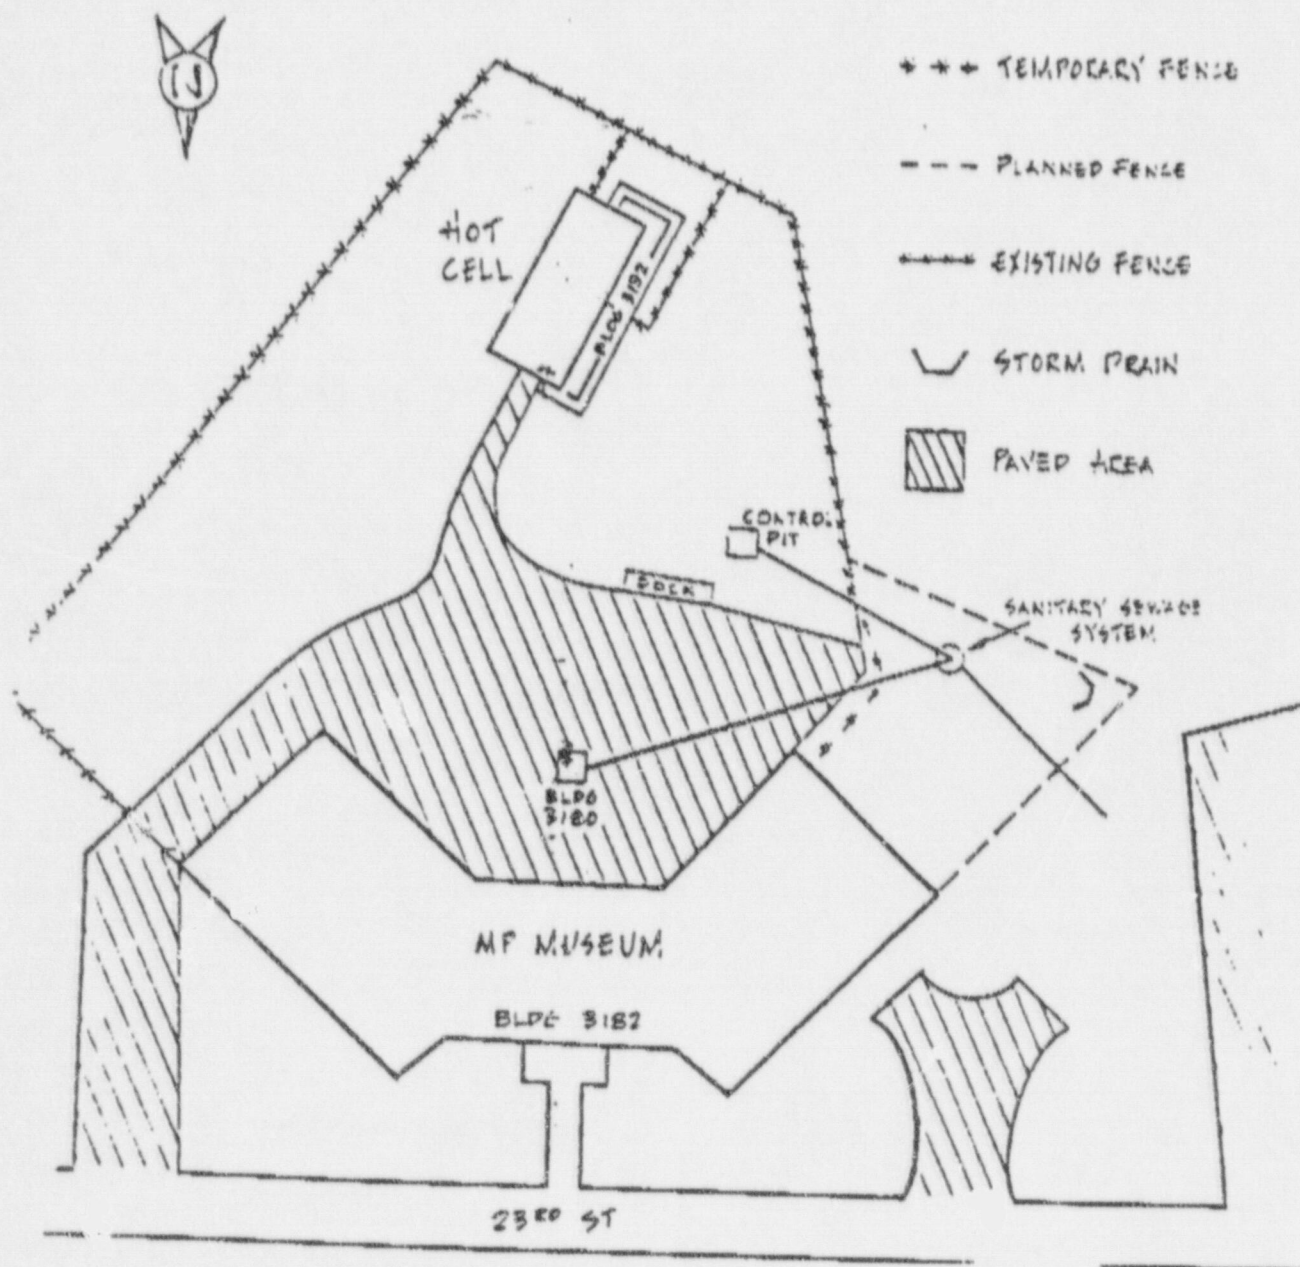 TEMPORARY FENCE
PLANNED FENCE
EXISTING FENCE
STORM DRAIN
PAVED AREA
HOT
CELL
BLDG 3192
CONTROL
PIT
DOCK
SANITARY SEWAGE
SYSTEM
BLDG
3180
MF MUSEUM
BLDG 3182
23RD ST